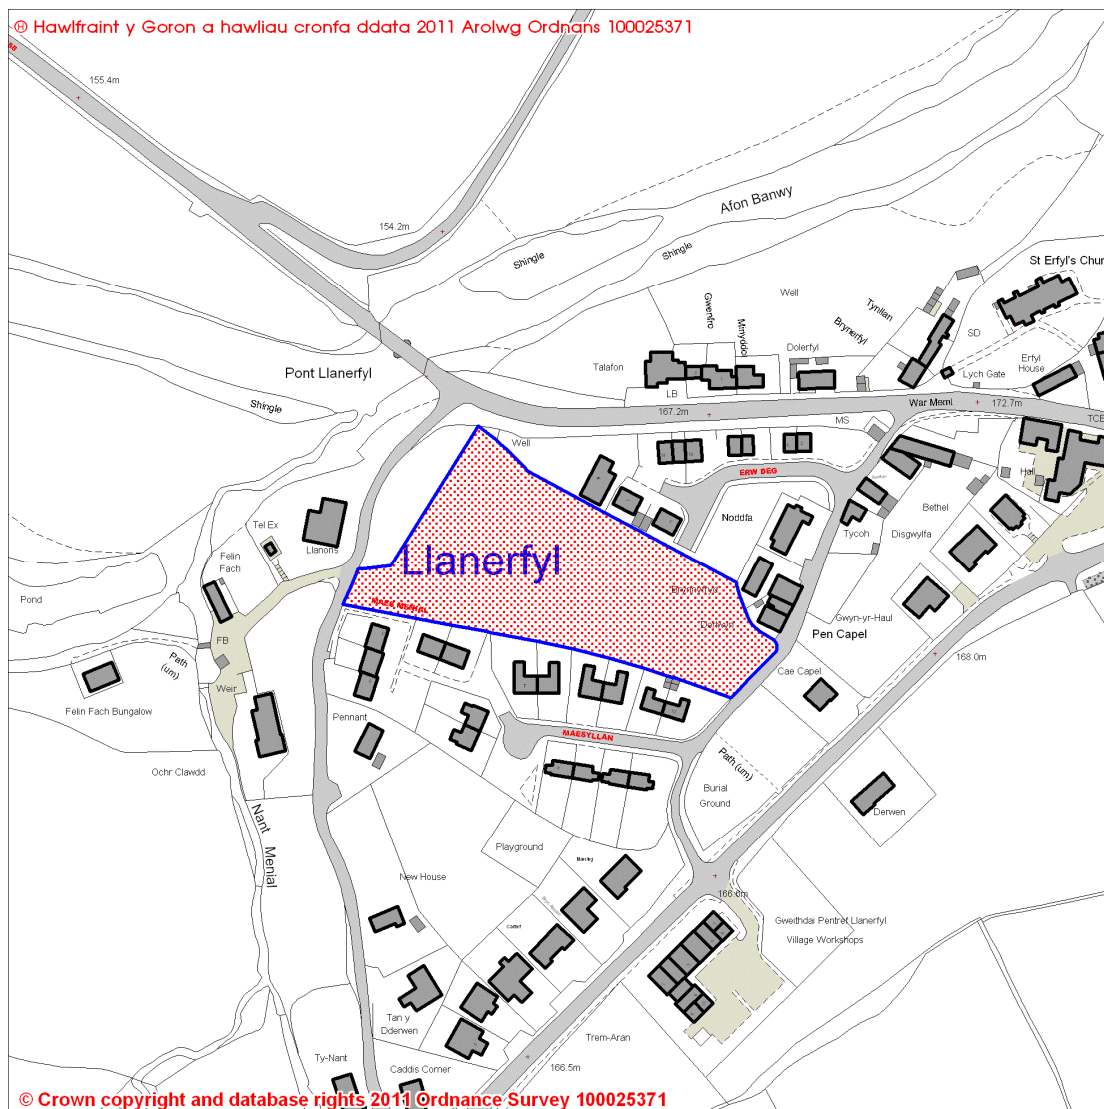 Ⓗ Hawlfraint y Goron a hawliau cronfa ddata 2011 Arolwg Ordnans 100025371
155.4m
154.2m
Afon Banwy
Shingle
Shingle
St Erfyl's Chur
Well
Gwenfro
Tynllan
Brynerfyl
Dolerfyl
SD
Erfyl
House
Lych Gate
Pont Llanerfyl
Talafon
LB
War Meml
172.7m
Shingle
167.2m
MS
TCB
Well
ERW DEG
Hall
Noddfa
Bethel
Tycoh
Disgwylfa
Tel Ex
Llanons
Felin
Fach
Llanerfyl
Pond
MAES MENIAL
Gwyn-yr-Haul
FB
Pen Capel
Path
(um)
168.0m
Cae Capel
Weir
Felin Fach Bungalow
Pennant
MAESYLLAN
Path (um)
Ochr Clawdd
Burial
Ground
Derwen
Nant Menial
Playground
New House
166.6m
Gweithdai Pentref Llanerfyl
Village Workshops
Tan y
Dderwen
Trem-Aran
Ty-Nant
Caddis Corner
166.5m
© Crown copyright and database rights 2011 Ordnance Survey 100025371